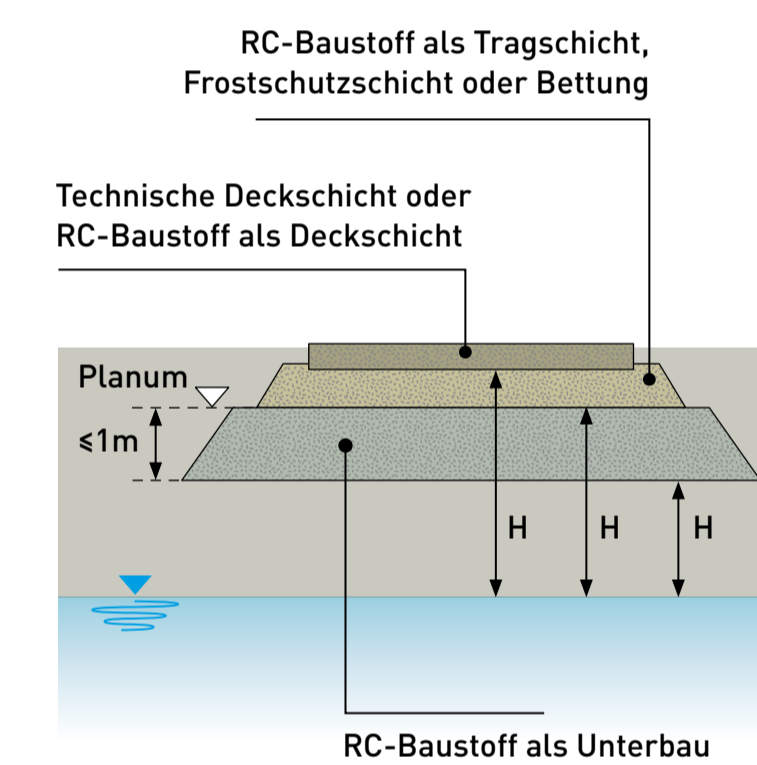 RC-Baustoff als Tragschicht,
Frostschutzschicht oder Bettung
Technische Deckschicht oder
RC-Baustoff als Deckschicht
Planum
⩽1m
H H H
RC-Baustoff als Unterbau